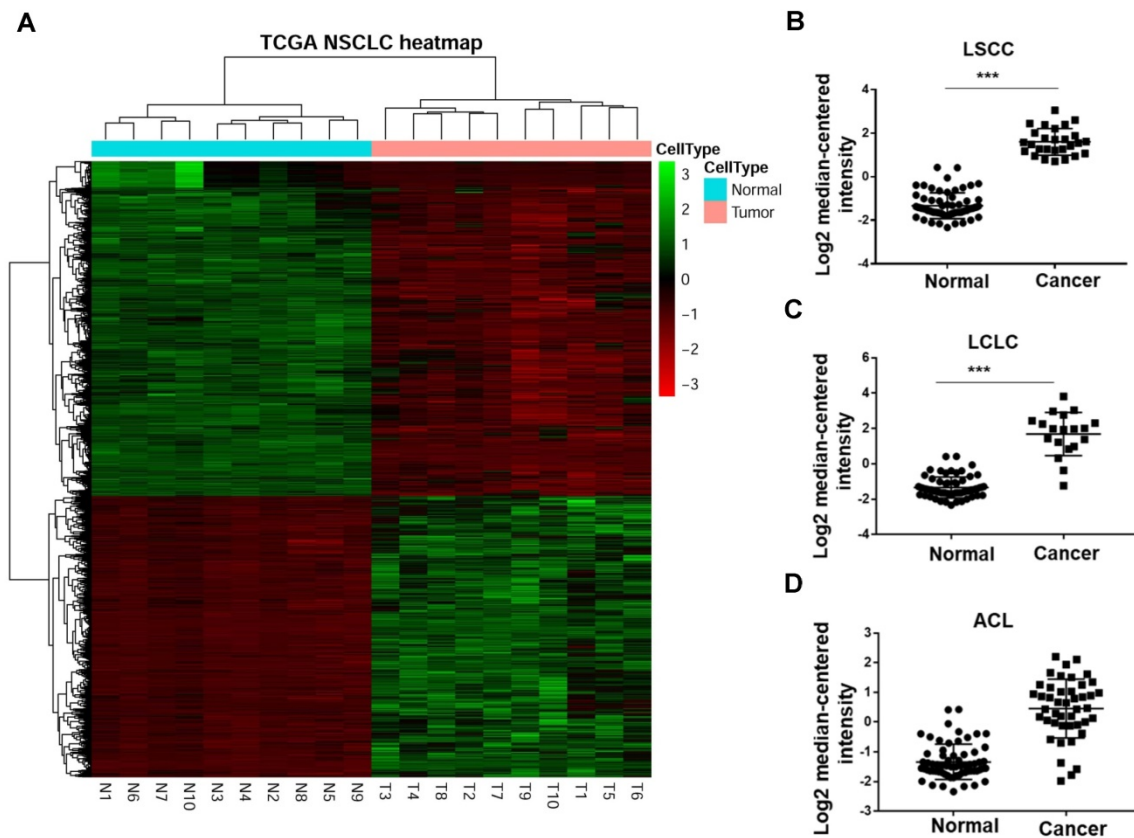 A
TCGA NSCLC heatmap
CellType
3
2
1
0
−1
−2
−3
CellType
Normal
Tumor
N1
N6
N7
N10
N3
N4
N2
N8
N5
N9
T3
T4
T8
T2
T7
T9
T10
T1
T5
T6
B
LSCC
***
Log2 median-centered
intensity
4
2
0
-2
-4
Normal
Cancer
C
LCLC
***
Log2 median-centered
intensity
6
4
2
0
-2
-4
Normal
Cancer
D
ACL
Log2 median-centered
intensity
3
2
1
0
-1
-2
-3
Normal
Cancer